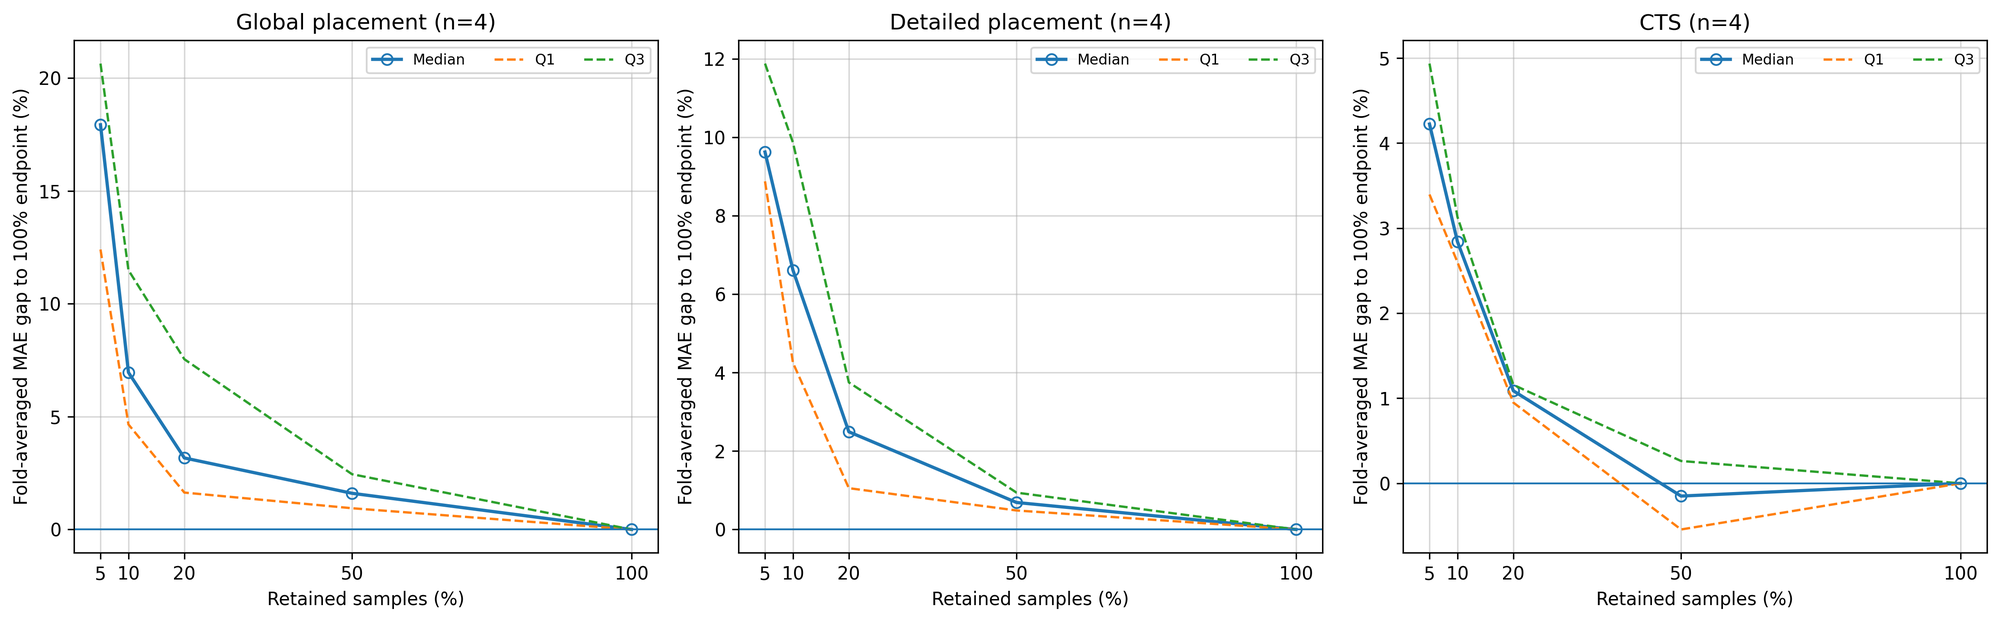 Global placement (n=4)
Fold-averaged MAE gap to 100% endpoint (%)
20
15
10
5
0
Median Q1 Q3
5 10 20 50 100
Retained samples (%)
Detailed placement (n=4)
Fold-averaged MAE gap to 100% endpoint (%)
12
10
8
6
4
2
0
Median Q1 Q3
5 10 20 50 100
Retained samples (%)
CTS (n=4)
Fold-averaged MAE gap to 100% endpoint (%)
5
4
3
2
1
0
Median Q1 Q3
5 10 20 50 100
Retained samples (%)